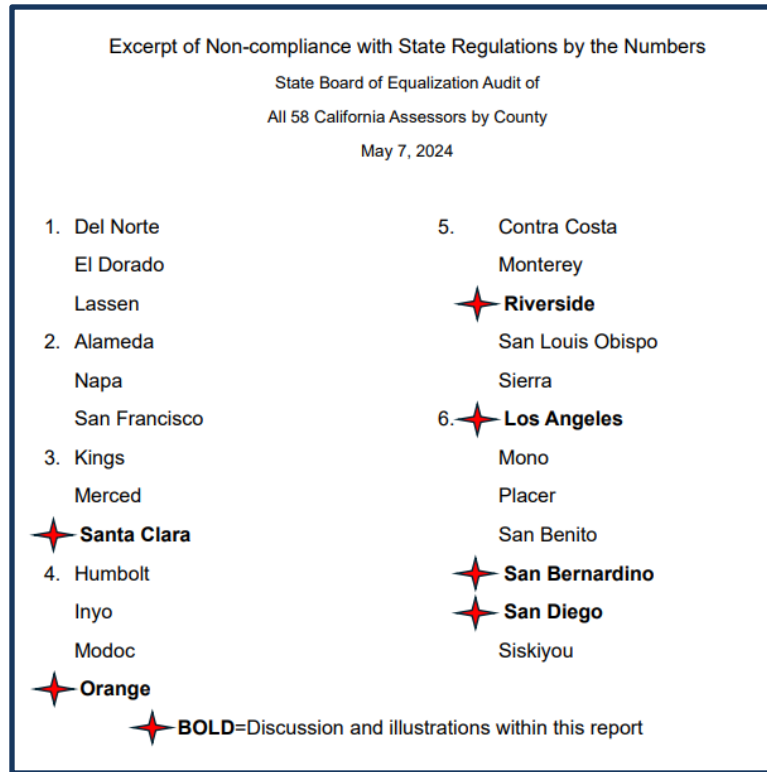 Excerpt of Non-compliance with State Regulations by the Numbers
State Board of Equalization Audit of
All 58 California Assessors by County
May 7, 2024
1. Del Norte
El Dorado
Lassen
2. Alameda
Napa
San Francisco
3. Kings
Merced
Santa Clara
4. Humbolt
Inyo
Modoc
Orange
5. Contra Costa
Monterey
Riverside
San Louis Obispo
Sierra
6. Los Angeles
Mono
Placer
San Benito
San Bernardino
San Diego
Siskiyou
BOLD=Discussion and illustrations within this report